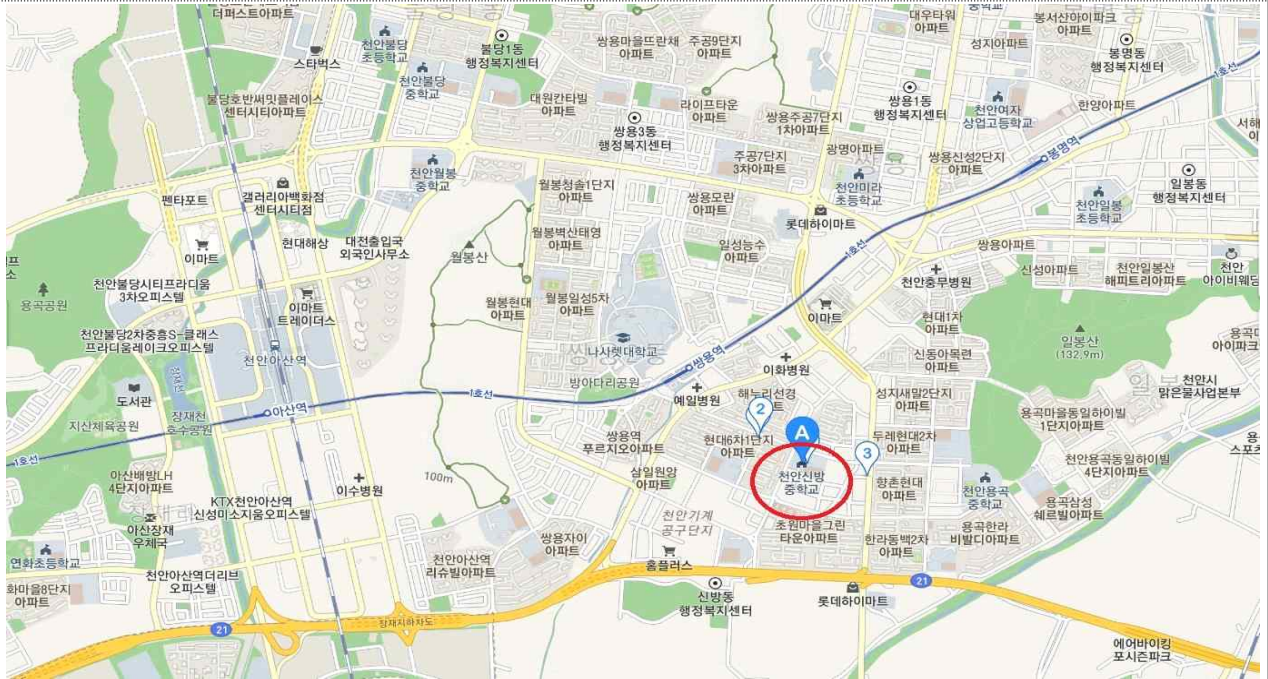 더퍼스트아파트
천안불당
초등학교
불당1동
행정복지센터
스타벅스
천안불당
중학교
쌍용마을뜨란채
아파트
주공9단지
아파트
대우타워
아파트
중학교
성지아파트
봉서산아이파크
아파트
봉명동
행정복지센터
1호선
불당호반써밋플레이스
센터시티아파트
대원칸타빌
아파트
쌍용3동
행정복지센터
라이프타운
아파트
쌍용주공7단지
1차아파트
쌍용1동
행정복지센터
천안여자
상업고등학교
한양아파트
서해
이
천안월봉
중학교
주공7단지
3차아파트
광명아파트
쌍용신성2단지
아파트
봉명역
일봉동
행정복지센터
펜타포트
갤러리아백화점
센터시티점
월봉청솔1단지
아파트
쌍용모란
아파트
천안미라
초등학교
천안일봉
초등학교
롯데하이마트
이마트
현대해상
대전출입국
외국인사무소
월봉산
월봉벽산태영
아파트
일성능수
아파트
1호선
쌍용아파트
신성아파트
천안일봉산
해피트리아파트
천안
아이비웨딩
천안충무병원
프
소
용곡공원
천안불당시티프라디움
3차오피스텔
이마트
트레이더스
월봉현대
아파트
월봉일성5차
아파트
이마트
현대1차
아파트
일봉산
(132.9m)
용곡
아이파크
천안불당2차중흥S-클래스
프라디움레이크오피스텔
천안아산역
나사렛대학교
쌍용역
이화병원
신동아목련
아파트
도서관
장재천
호수공원
지산체육공원
아산역
1호선
방아다리공원
예일병원
해누리선경
성지새말2단지
아파트
천안시
맑은물사업본부
2
A
3
쌍용역
푸르지오아파트
현대6차1단지
아파트
두레현대2차
아파트
용곡마을동일하이빌
1단지아파트
용
스포츠
1호선
아산배방LH
4단지아파트
100m
삼일원앙
아파트
천안신방
중학교
향촌현대
아파트
천안용곡
중학교
천안용곡동일하이빌
4단지아파트
이수병원
KTX천안아산역
신성미소지움오피스텔
아산장재
우체국
천안기계
공구단지
초원마을그린
타운아파트
한라동백2차
아파트
용곡한라
비발디아파트
용곡삼성
쉐르빌아파트
연화초등학교
쌍용자이
아파트
천안아산역
리슈빌아파트
홈플러스
화마을8단지
아파트
천안아산역더리브
오피스텔
신방동
행정복지센터
롯데하이마트
21
21
장재지하차도
에어바이킹
포시즌파크